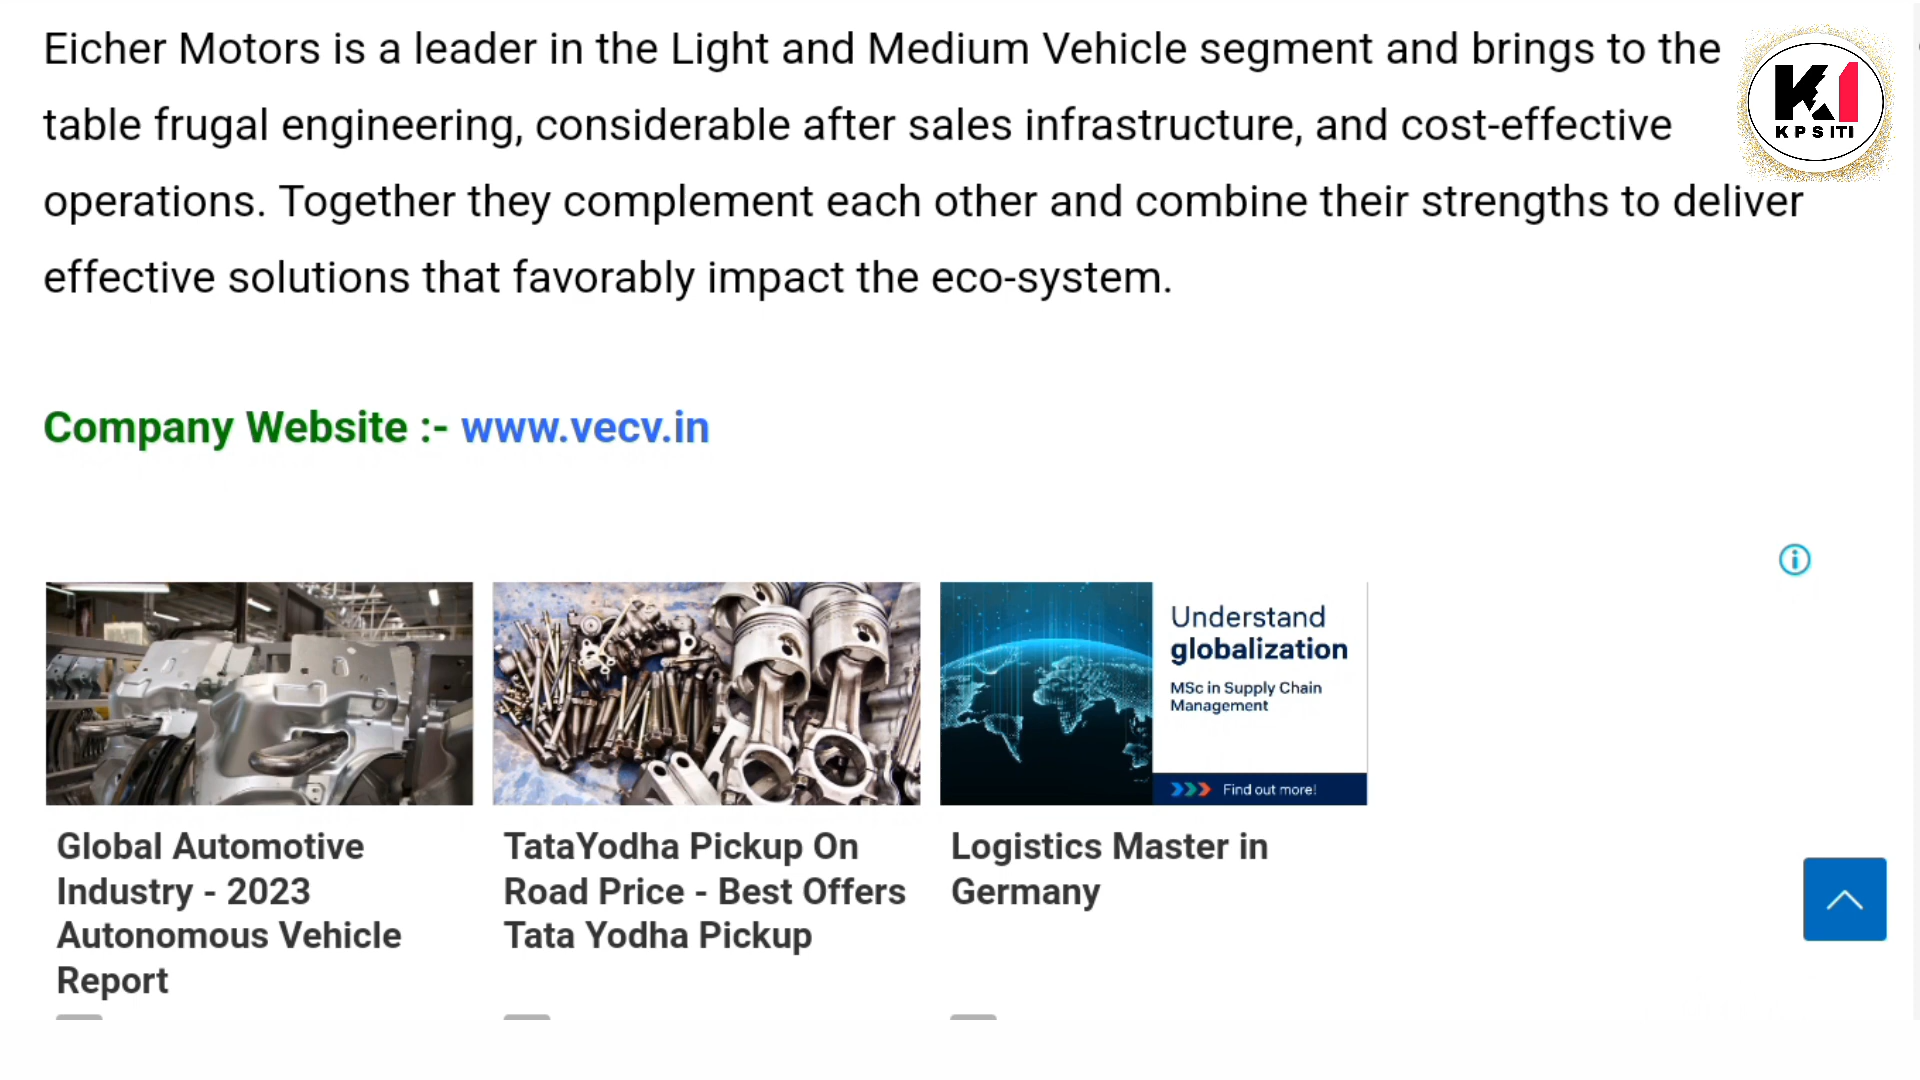 Eicher Motors is a leader in the Light and Medium Vehicle segment and brings to the
table frugal engineering, considerable after sales infrastructure, and cost-effective
operations. Together they complement each other and combine their strengths to deliver
effective solutions that favorably impact the eco-system.
K1
KPSITI
Company Website :- www.vecv.in
Understand
globalization
MSc in Supply Chain
Management
Find out more!
Global Automotive
Industry - 2023
Autonomous Vehicle
Report
TataYodha Pickup On
Road Price - Best Offers
Tata Yodha Pickup
Logistics Master in
Germany